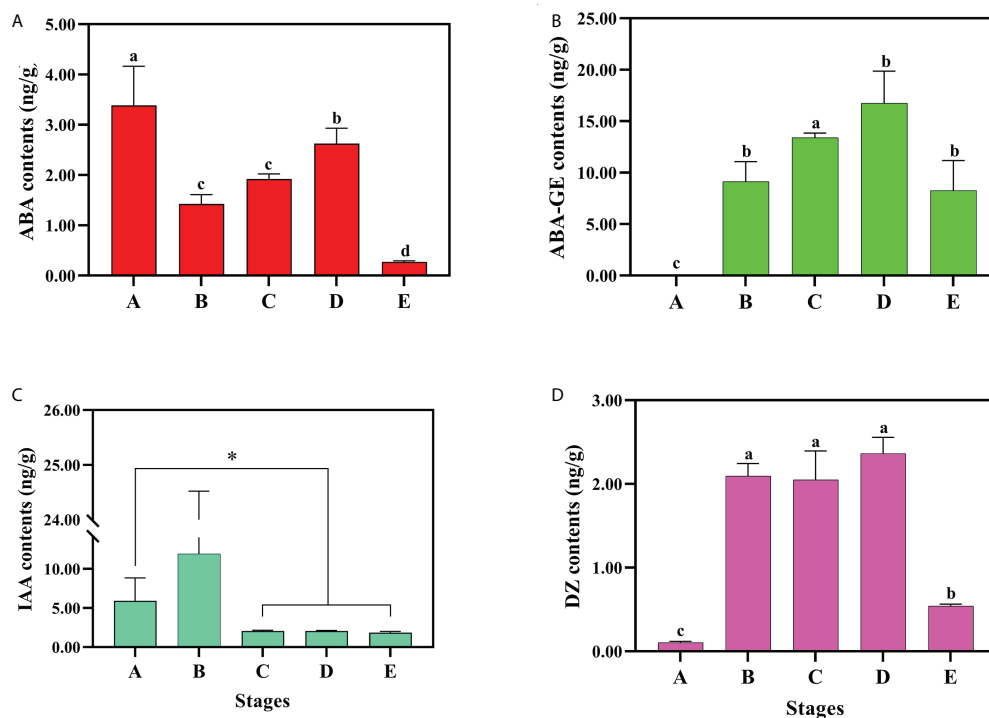 A
ABA contents (ng/g)
5.00
4.00
3.00
2.00
1.00
0.00
a
c
c
b
d
A B C D E
B
ABA-GE contents (ng/g)
25.00
20.00
15.00
10.00
5.00
0.00
c
b
a
b
b
A B C D E
C
IAA contents (ng/g)
26.00
25.00
24.00
10.00
5.00
0.00
*
A B C D E
Stages
D
DZ contents (ng/g)
3.00
2.00
1.00
0.00
c
a
a
a
b
A B C D E
Stages